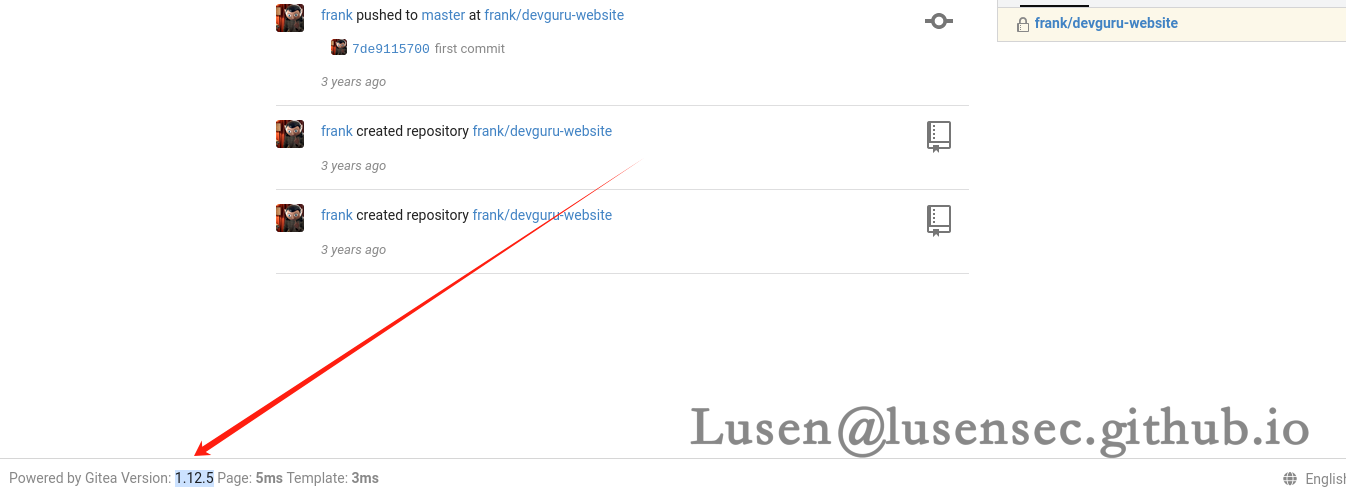 frank pushed to master at frank/devguru-website
7de9115700 first commit
3 years ago
frank created repository frank/devguru-website
3 years ago
frank created repository frank/devguru-website
3 years ago
frank/devguru-website
Lusen@lusensec.github.io
Powered by Gitea Version: 1.12.5 Page: 5ms Template: 3ms
English